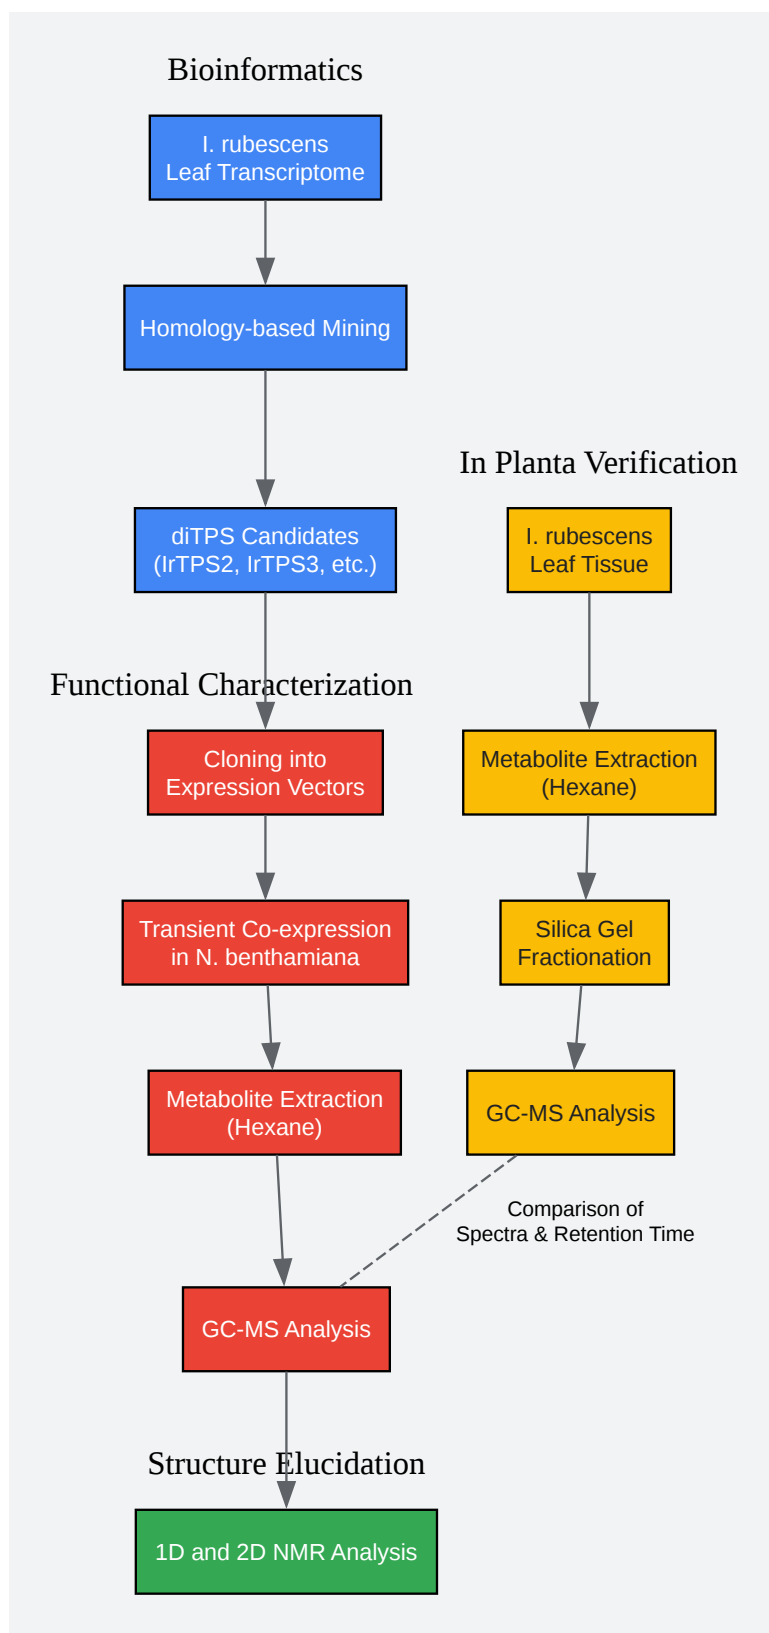 Bioinformatics
I. rubescens
Leaf Transcriptome
Homology-based Mining
diTPS Candidates
(IrTPS2, IrTPS3, etc.)
Functional Characterization
Cloning into
Expression Vectors
Transient Co-expression
in N. benthamiana
Metabolite Extraction
(Hexane)
GC-MS Analysis
In Planta Verification
I. rubescens
Leaf Tissue
Metabolite Extraction
(Hexane)
Silica Gel
Fractionation
GC-MS Analysis
Comparison of
Spectra & Retention Time
Structure Elucidation
1D and 2D NMR Analysis